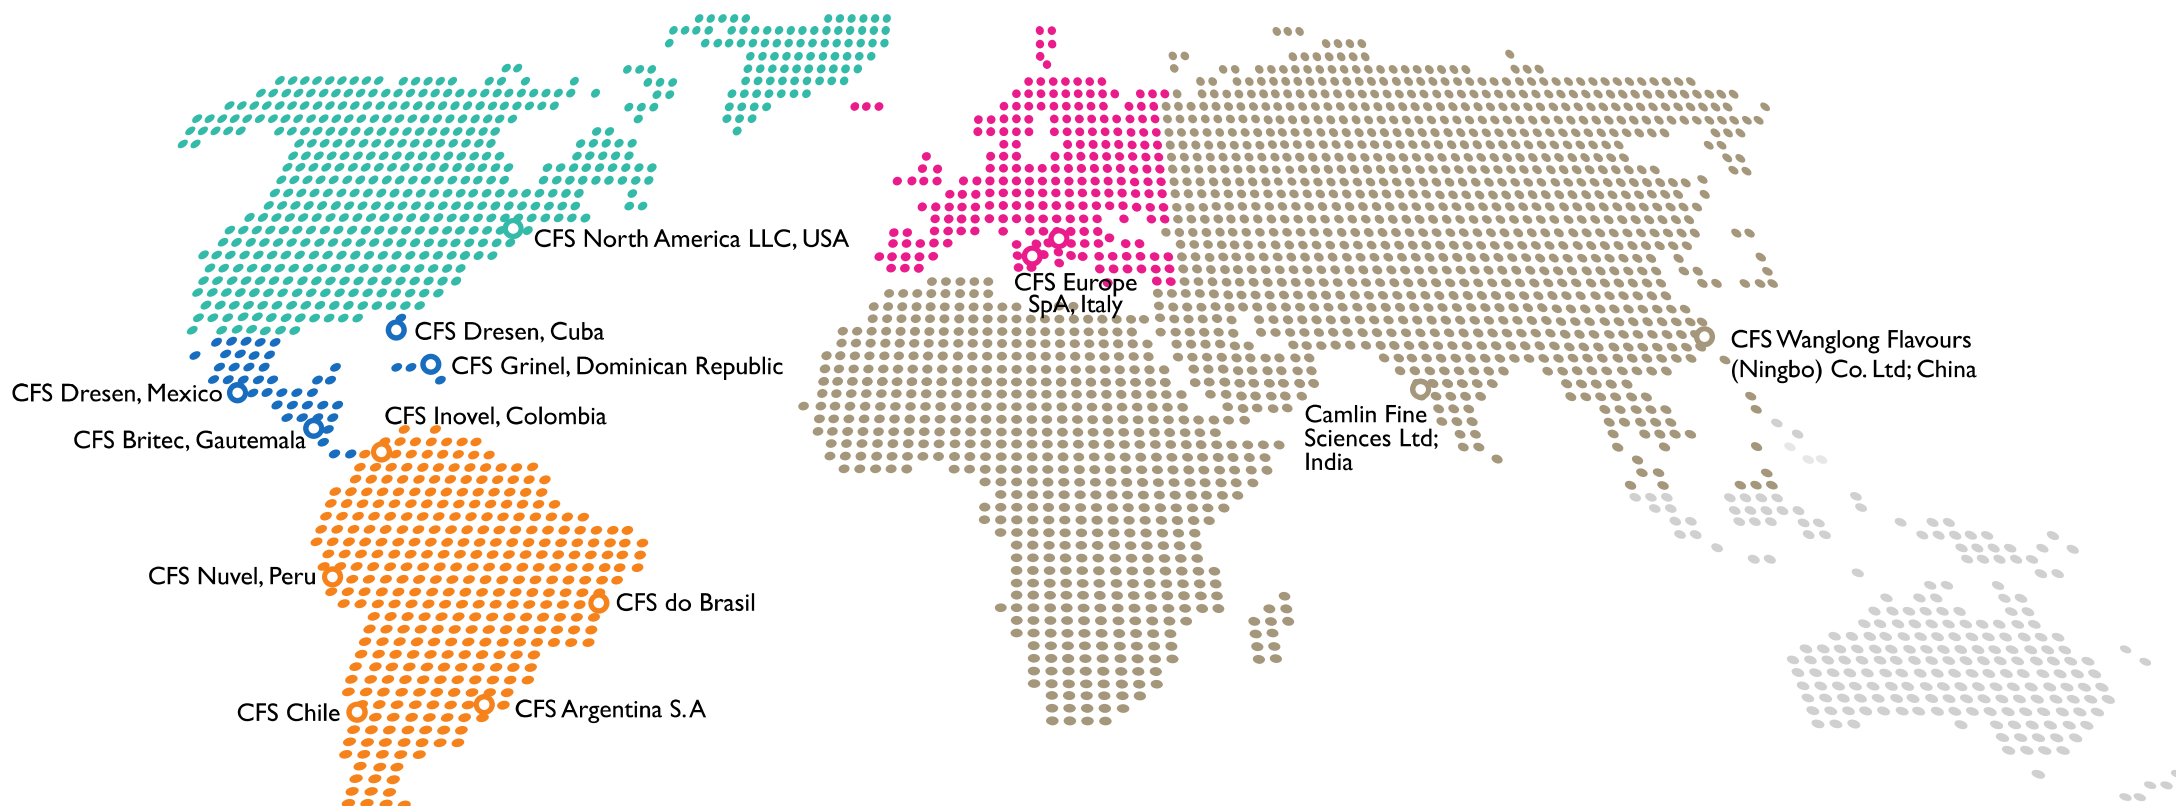 CFS North America LLC, USA
CFS Europe
SpA, Italy
CFS Dresen, Cuba
CFS Wanglong Flavours
(Ningbo) Co. Ltd; China
CFS Grinel, Dominican Republic
CFS Dresen, Mexico
CFS Inovel, Colombia
Camlin Fine
Sciences Ltd;
India
CFS Britec, Gautemala
CFS Nuvel, Peru
CFS do Brasil
CFS Chile
CFS Argentina S.A